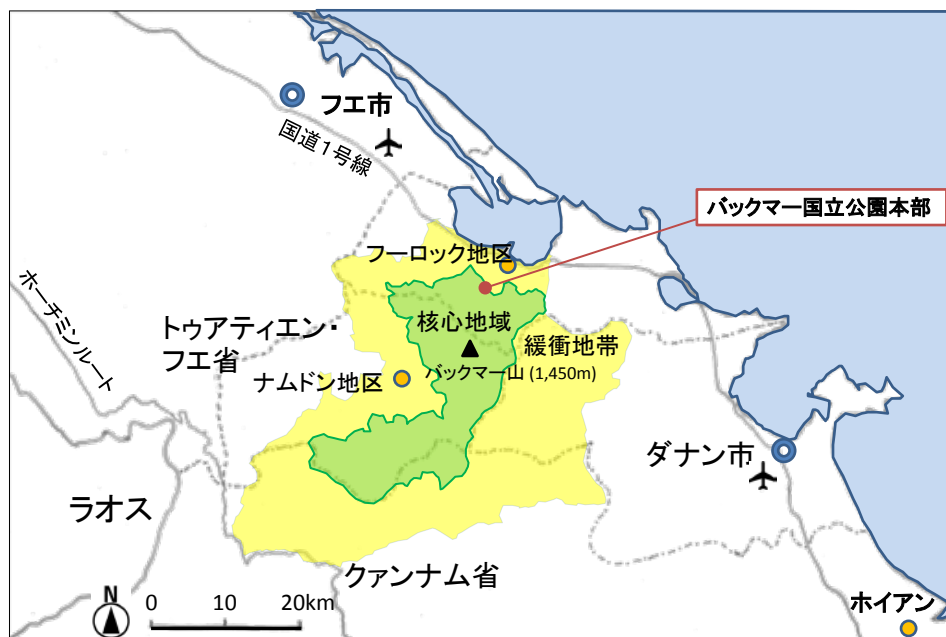 フエ市
国道1号線
バックマー国立公園本部
フーロック地区
ホーチミンルート
トゥアティエン・
フエ省
核心地域
緩衝地帯
バックマー山 (1,450m)
ナムドン地区
ダナン市
ラオス
クァンナム省
N
0 10 20km
ホイアン